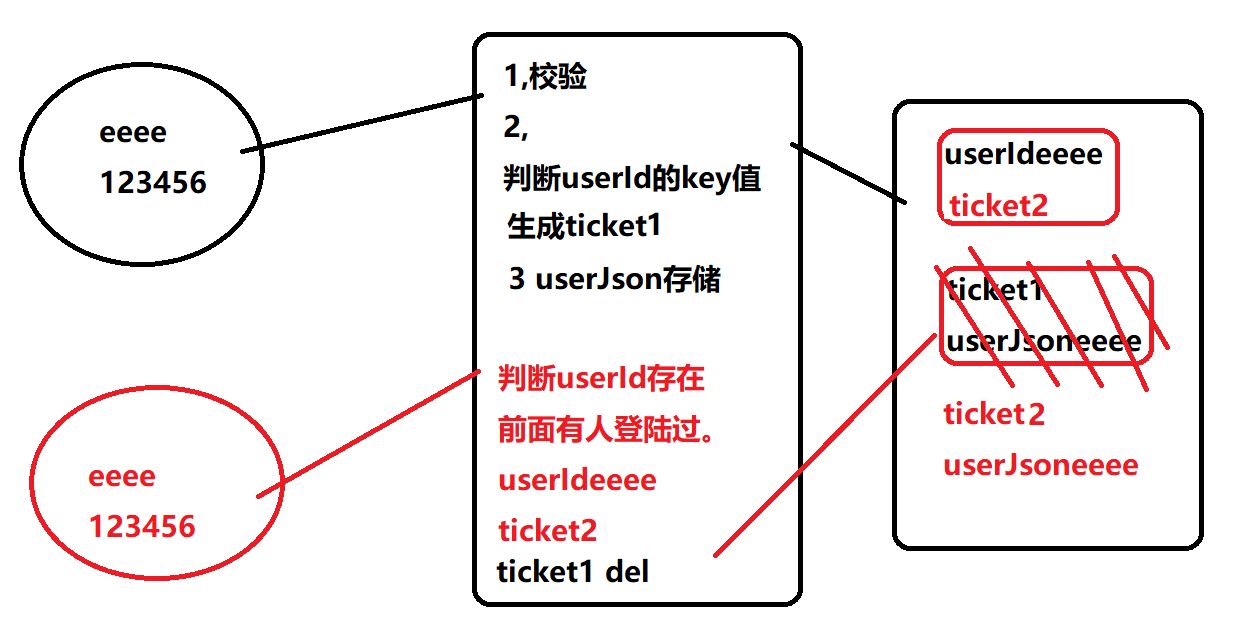 eeee
123456
1,校验
2,
判断userId的key值
生成ticket1
3 userJson存储
判断userId存在
前面有人登陆过。
userIdeeee
ticket2
ticket1 del
eeee
123456
userIdeeee
ticket2
ticket1
userJsoneeee
ticket2
userJsoneeee